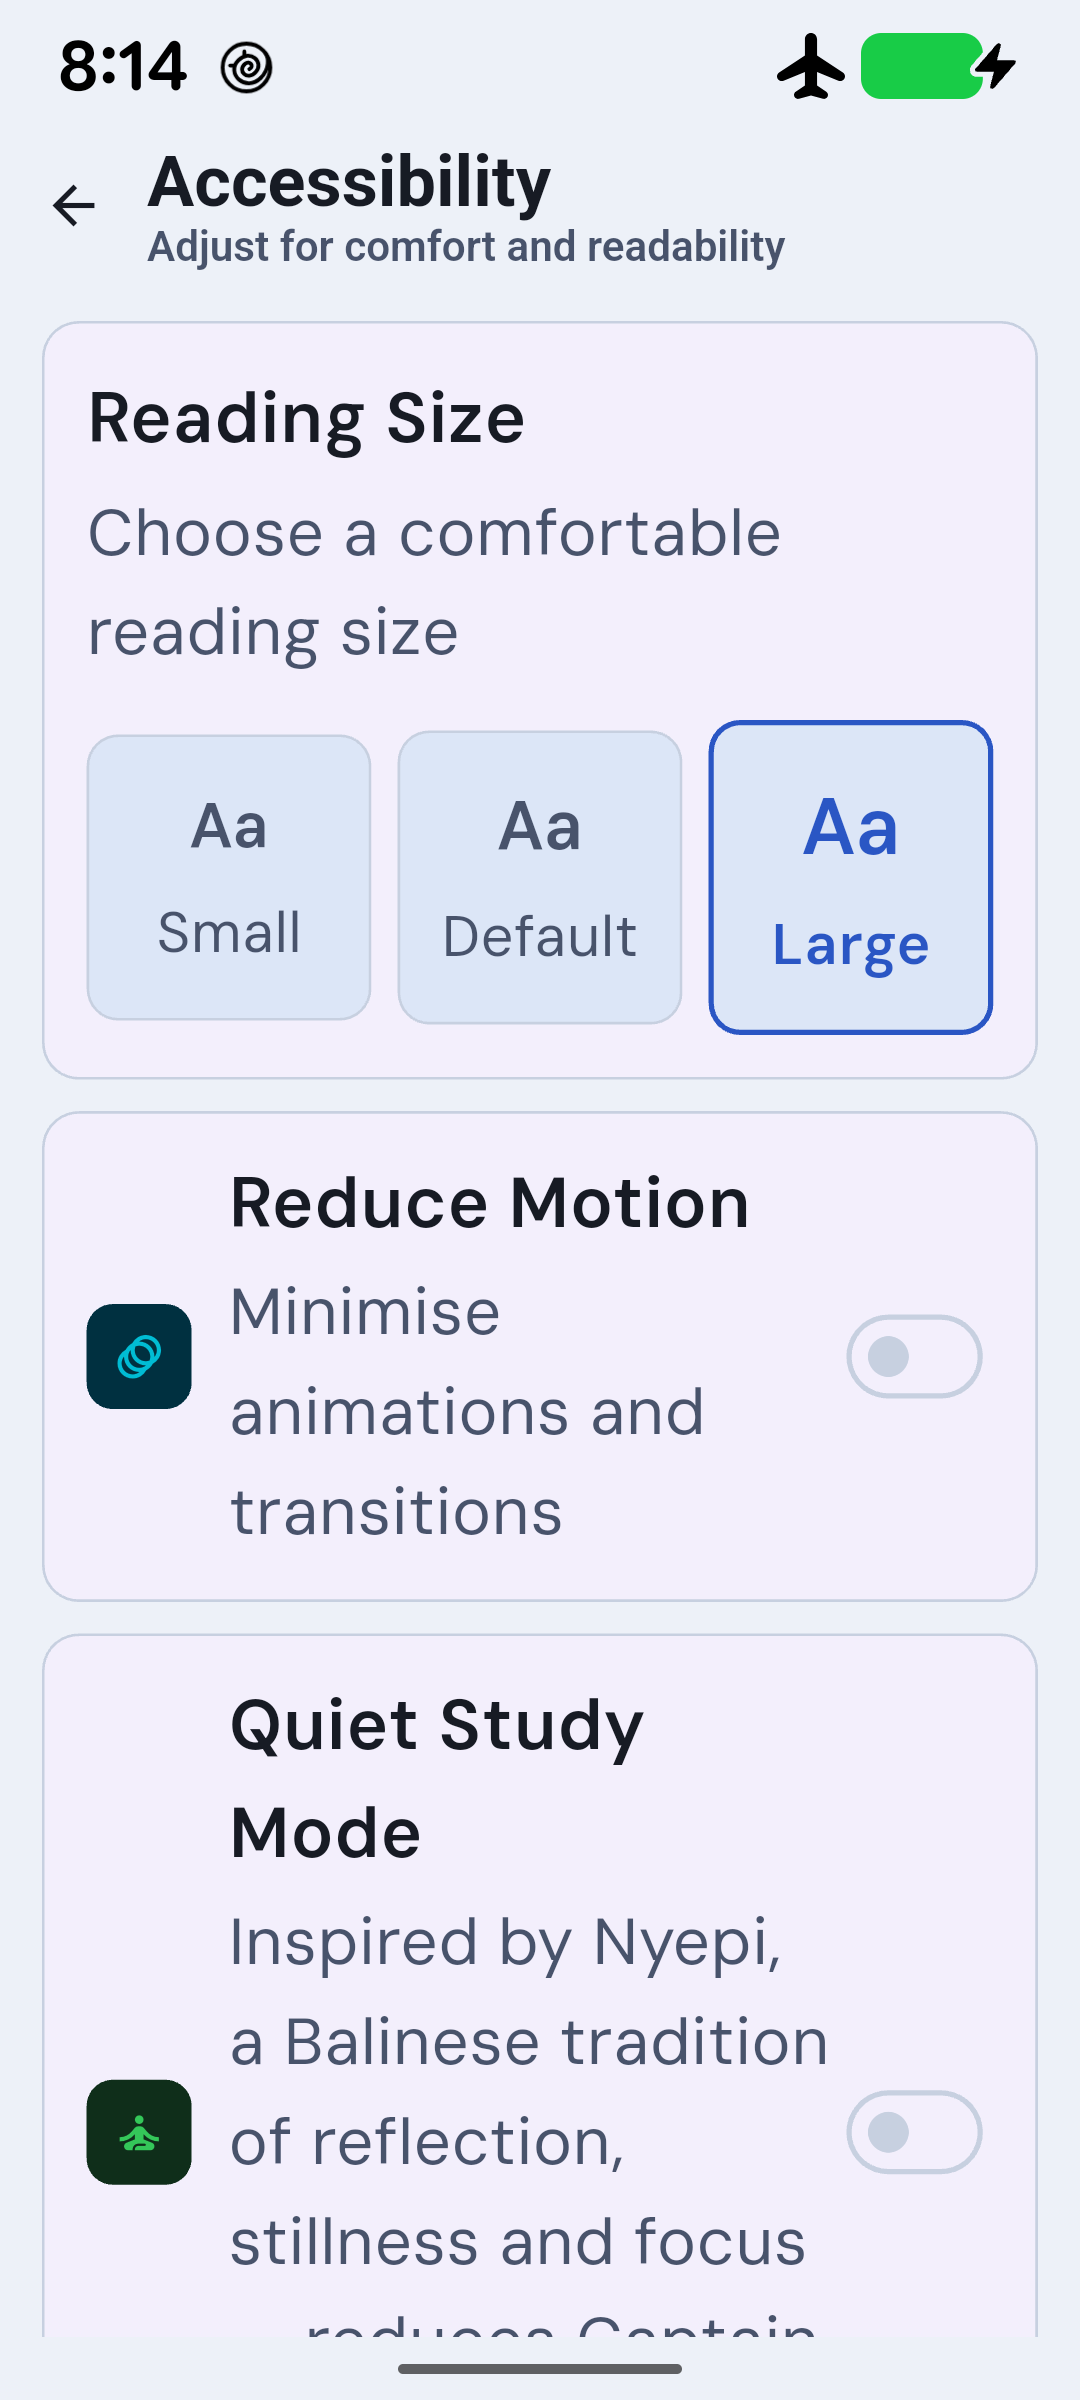 8:14
Accessibility
Adjust for comfort and readability
Reading Size
Choose a comfortable
reading size
Aa
Small
Aa
Default
Aa
Large
Reduce Motion
Minimise
animations and
transitions
Quiet Study
Mode
Inspired by Nyepi,
a Balinese tradition
of reflection,
stillness and focus
reduces Captain